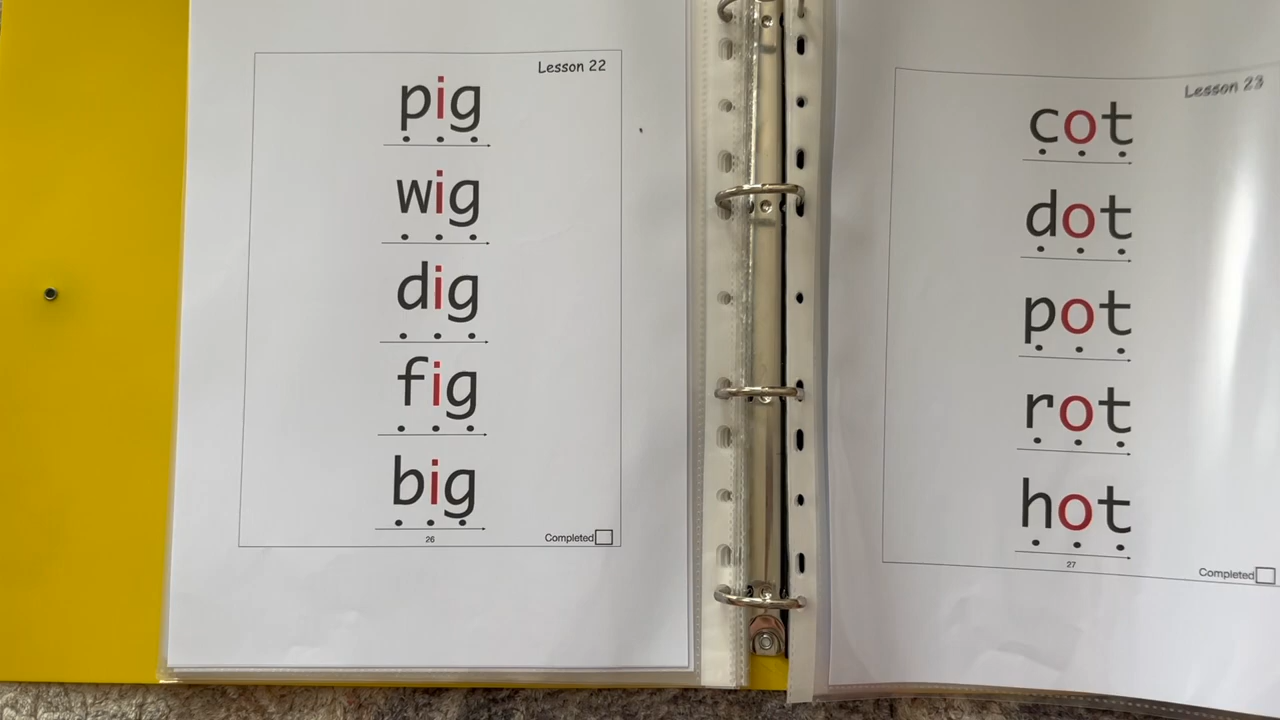 Lesson 22
pig
wig
dig
fig
big
26
Completed
Lesson 23
cot
dot
pot
rot
hot
27
Completed